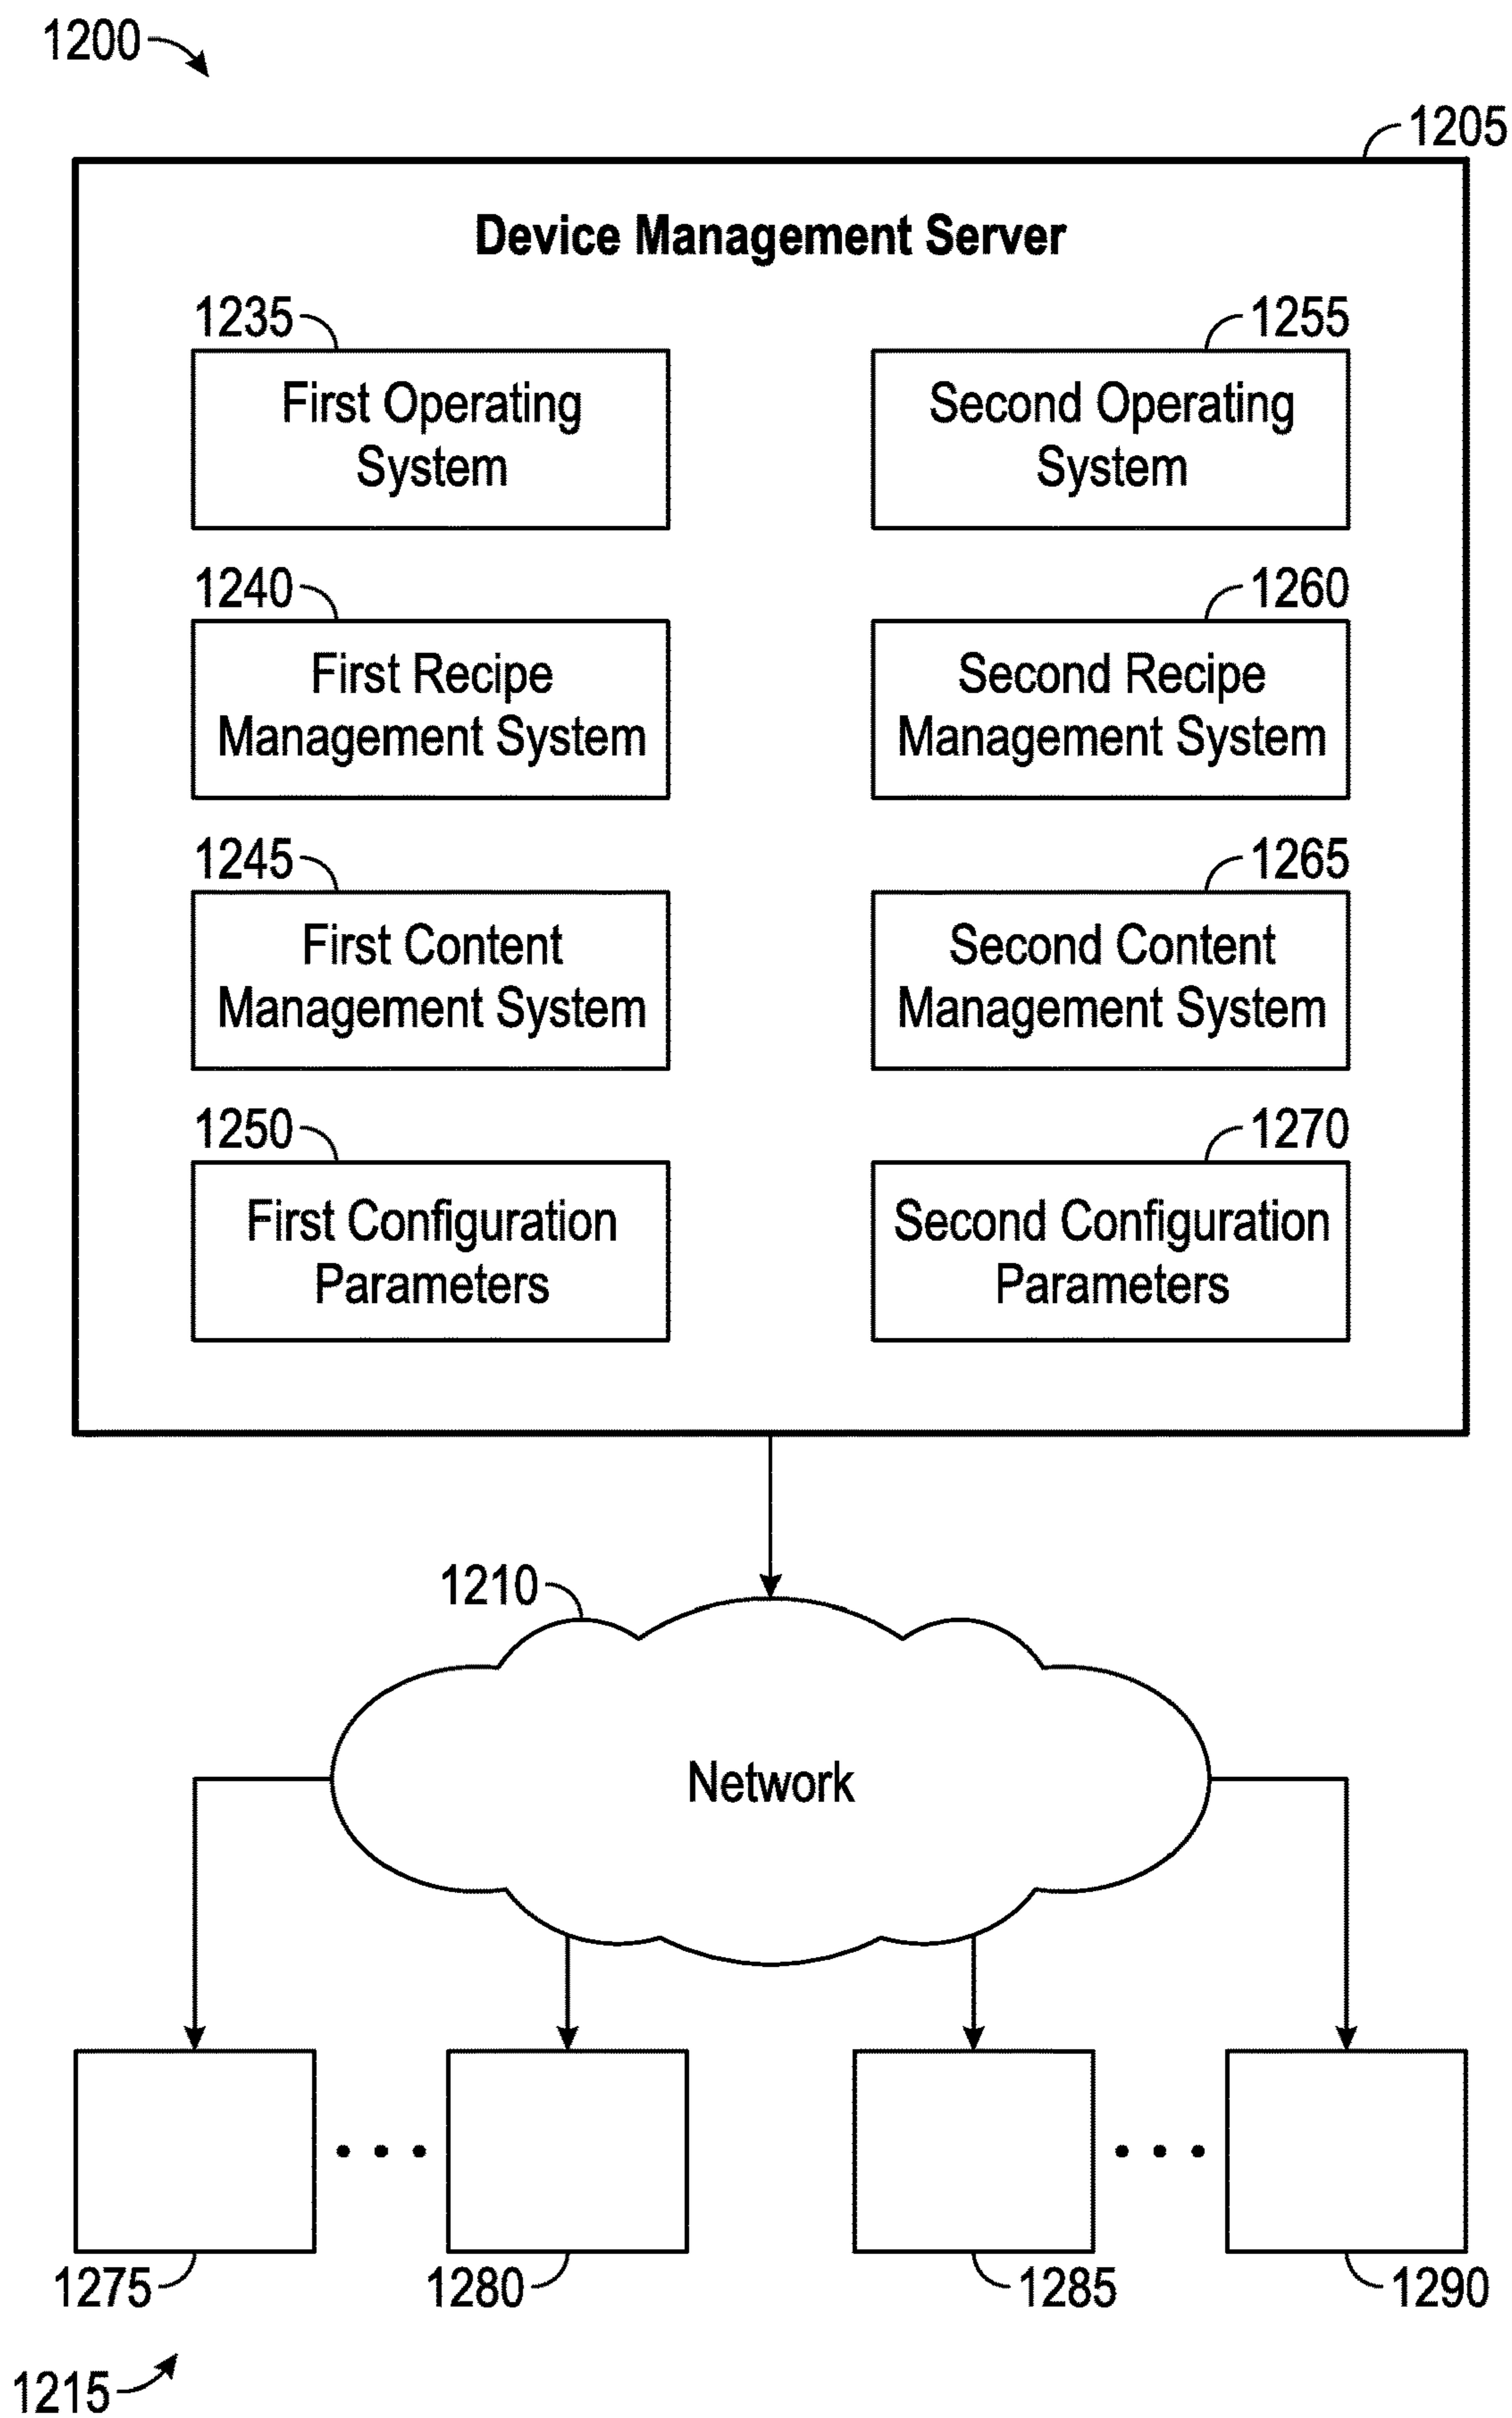 1200
1205
Device Management Server
1235
1255
First Operating
System
Second Operating
System
1240
1260
First Recipe
Management System
Second Recipe
Management System
1245
1265
First Content
Management System
Second Content
Management System
1250
1270
First Configuration
Parameters
Second Configuration
Parameters
1210
Network
1275
1280
1285
1290
1215